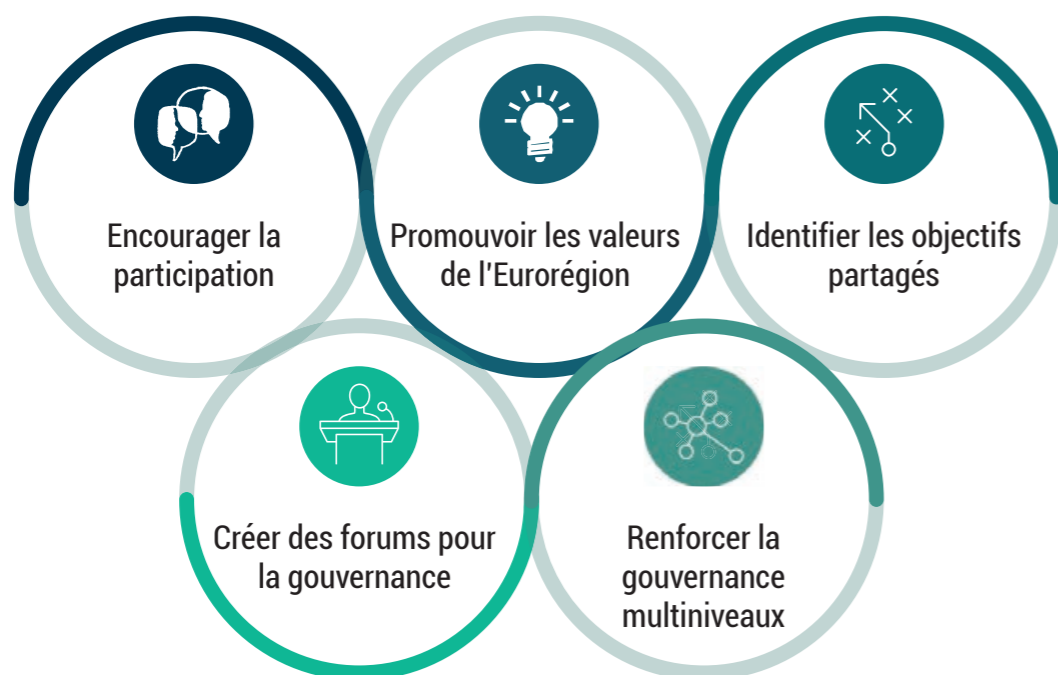 Encourager la
participation
Promouvoir les valeurs
de l'Eurorégion
Identifier les objectifs
partagés
Créer des forums pour
la gouvernance
Renforcer la
gouvernance
multiniveaux